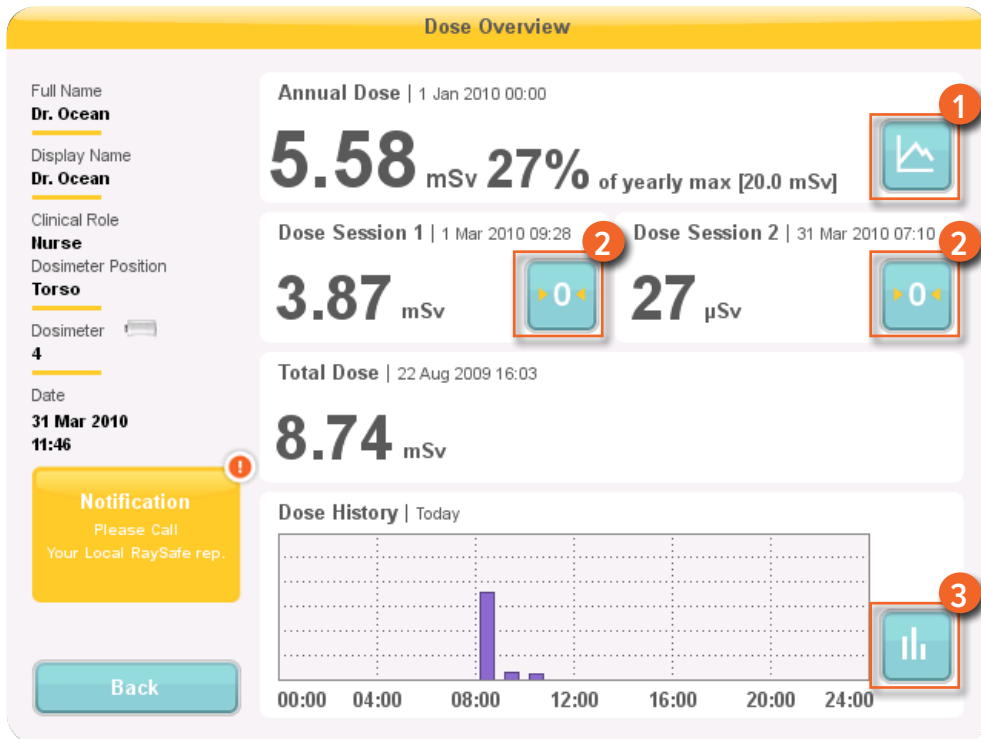 Dose Overview
Full Name
Dr. Ocean
Display Name
Dr. Ocean
Clinical Role
Nurse
Dosimeter Position
Torso
Dosimeter
4
Date
31 Mar 2010
11:46
Notification
Please Call
Your Local RaySafe rep.
Back
Annual Dose | 1 Jan 2010 00:00
5.58 mSv 27% of yearly max [20.0 mSv]
1
Dose Session 1 | 1 Mar 2010 09:28
3.87 mSv
0
2
Dose Session 2 | 31 Mar 2010 07:10
27 µSv
0
2
Total Dose | 22 Aug 2009 16:03
8.74 mSv
Dose History | Today
00:00 04:00 08:00 12:00 16:00 20:00 24:00
3